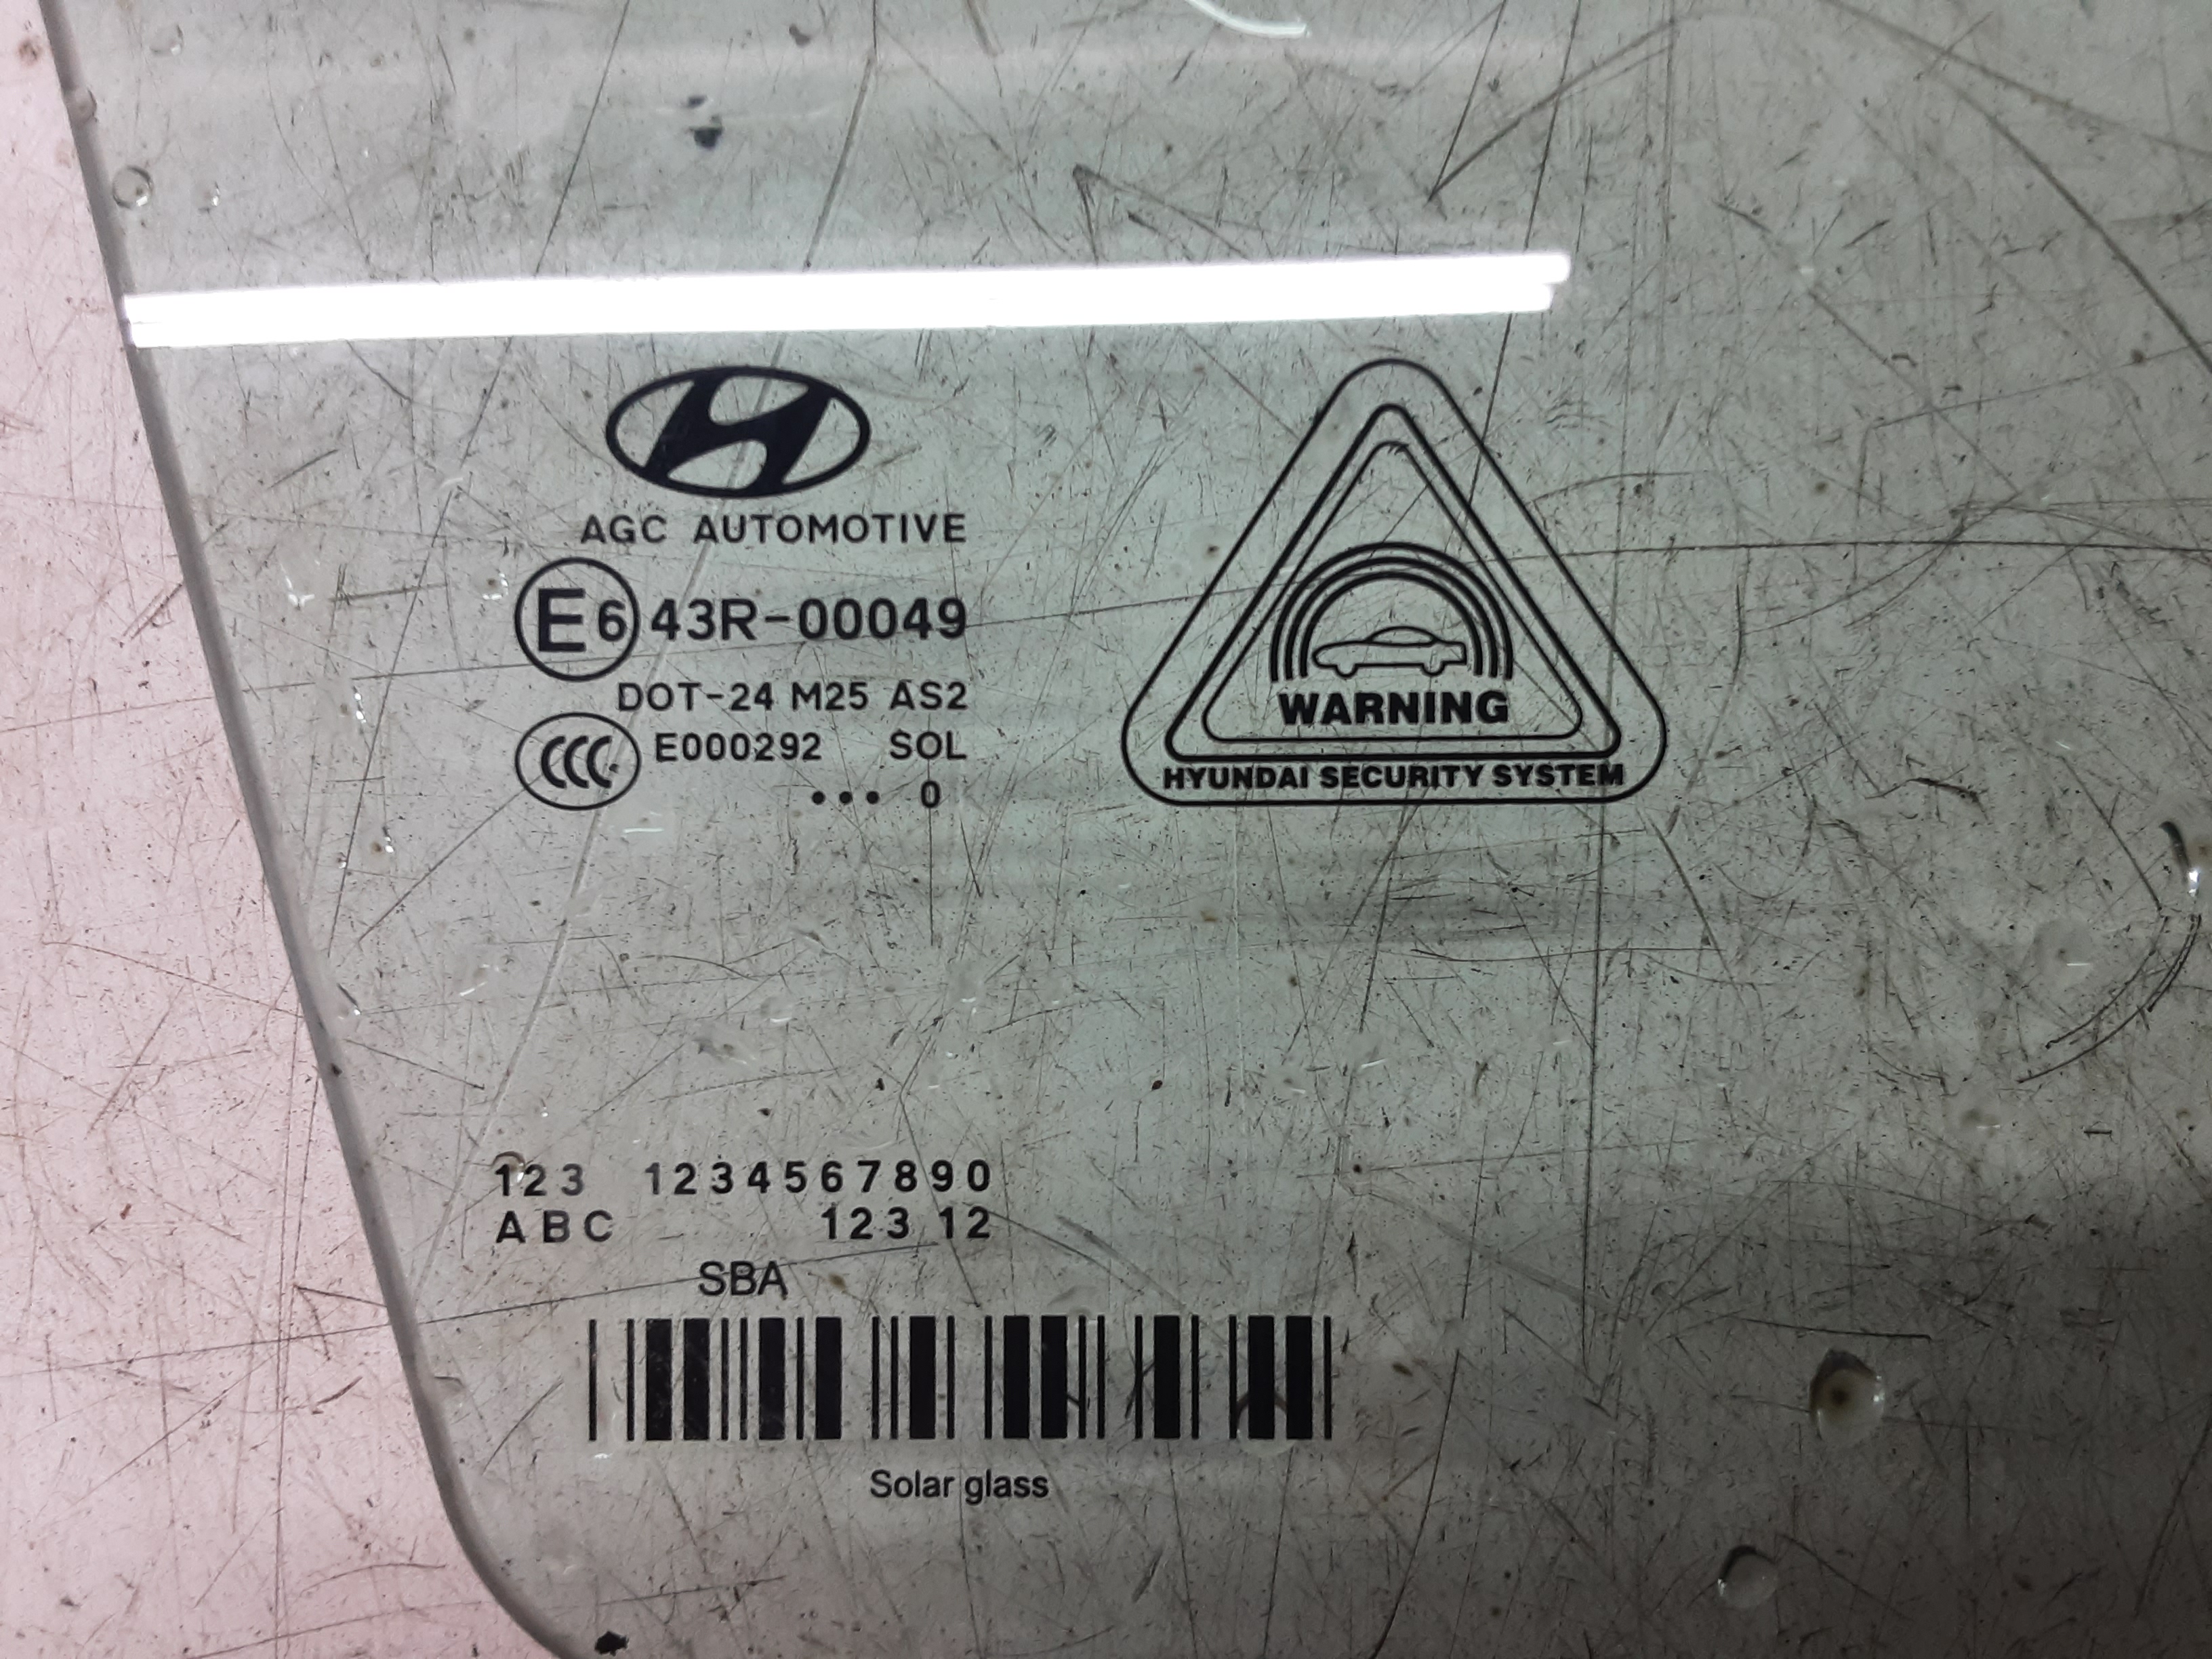 AGC AUTOMOTIVE
E6 43R-00049
DOT-24 M25 AS2
CCC E000292 SOL
••• 0
WARNING
HYUNDAI SECURITY SYSTEM
123 1234567890
ABC 123 12
SBA
Solar glass